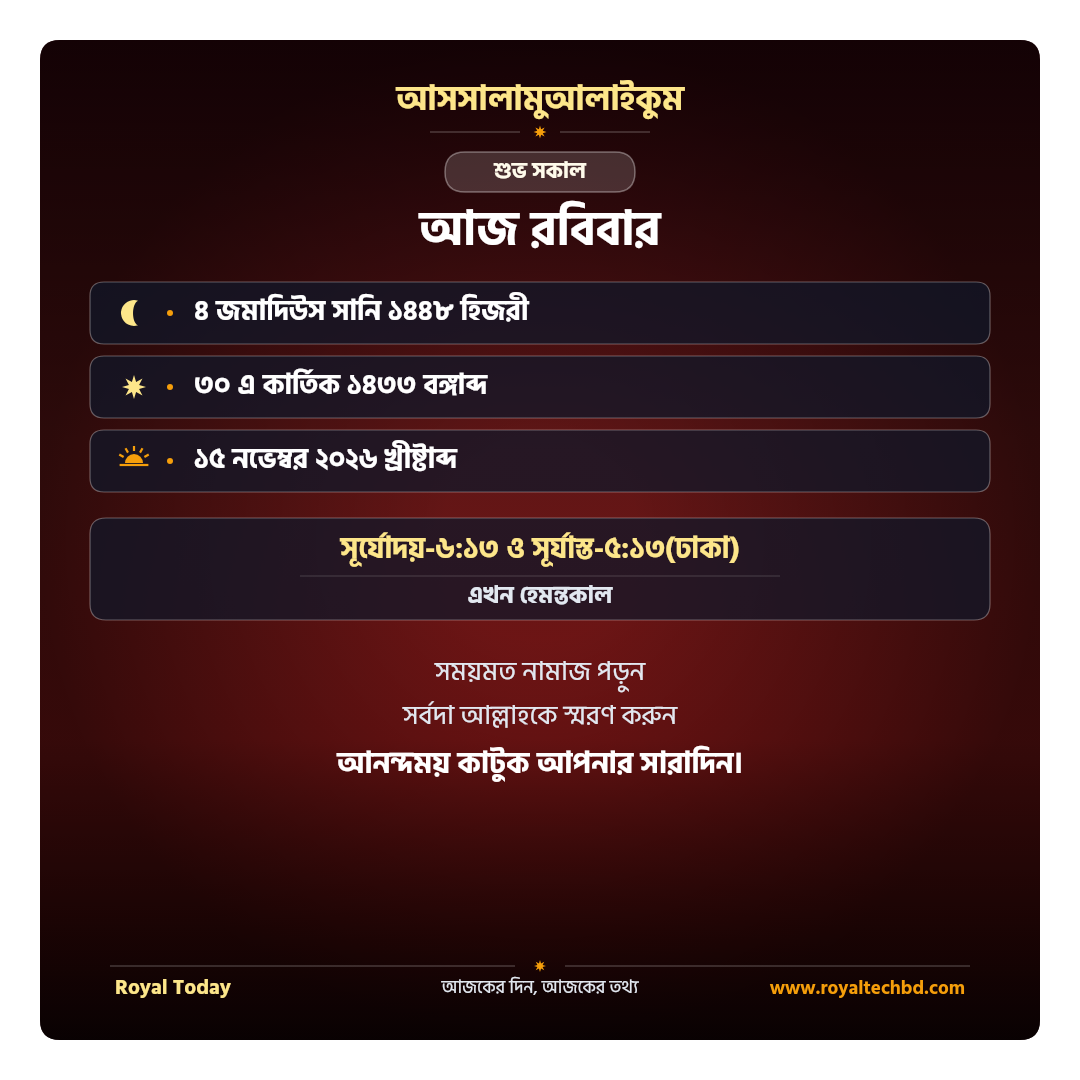 আসসালামুআলাইকুম
শুভ সকাল
আজ রবিবার
৪ জমাদিউস সানি ১৪৪৮ হিজরী
৩০ এ কার্তিক ১৪৩৩ বঙ্গাব্দ
১৫ নভেম্বর ২০২৬ খ্রীষ্টাব্দ
সূর্যোদয়-৬:১৩ ও সূর্যাস্ত-৫:১৩(ঢাকা)
এখন হেমন্তকাল
সময়মত নামাজ পড়ুন
সর্বদা আল্লাহকে স্মরণ করুন
আনন্দময় কাটুক আপনার সারাদিন।
Royal Today
আজকের দিন, আজকের তথ্য
www.royaltechbd.com